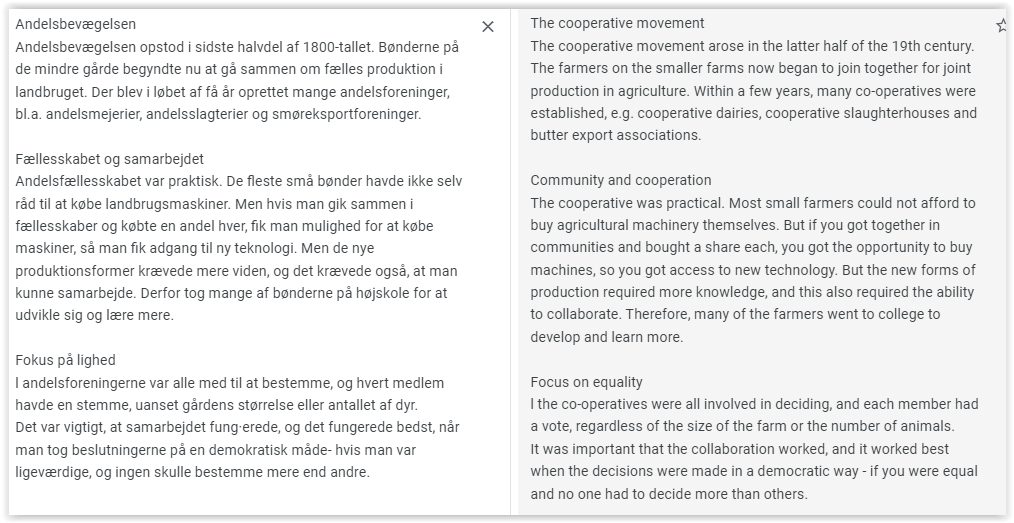 Andelsbevægelsen
Andelsbevægelsen opstod i sidste halvdel af 1800-tallet. Bønderne på
de mindre gårde begyndte nu at gå sammen om fælles produktion i
landbruget. Der blev i løbet af få år oprettet mange andelsforeninger,
bl.a. andelsmejerier, andelsslagterier og smøreksportforeninger.
Fællesskabet og samarbejdet
Andelsfællesskabet var praktisk. De fleste små bønder havde ikke selv
råd til at købe landbrugsmaskiner. Men hvis man gik sammen i
fællesskaber og købte en andel hver, fik man mulighed for at købe
maskiner, så man fik adgang til ny teknologi. Men de nye
produktionsformer krævede mere viden, og det krævede også, at man
kunne samarbejde. Derfor tog mange af bønderne på højskole for at
udvikle sig og lære mere.
Fokus på lighed
l andelsforeningerne var alle med til at bestemme, og hvert medlem
havde en stemme, uanset gårdens størrelse eller antallet af dyr.
Det var vigtigt, at samarbejdet fung·erede, og det fungerede bedst, når
man tog beslutningerne på en demokratisk måde- hvis man var
ligeværdige, og ingen skulle bestemme mere end andre.
The cooperative movement
The cooperative movement arose in the latter half of the 19th century.
The farmers on the smaller farms now began to join together for joint
production in agriculture. Within a few years, many co-operatives were
established, e.g. cooperative dairies, cooperative slaughterhouses and
butter export associations.
Community and cooperation
The cooperative was practical. Most small farmers could not afford to
buy agricultural machinery themselves. But if you got together in
communities and bought a share each, you got the opportunity to buy
machines, so you got access to new technology. But the new forms of
production required more knowledge, and this also required the ability
to collaborate. Therefore, many of the farmers went to college to
develop and learn more.
Focus on equality
l the co-operatives were all involved in deciding, and each member had
a vote, regardless of the size of the farm or the number of animals.
It was important that the collaboration worked, and it worked best
when the decisions were made in a democratic way - if you were equal
and no one had to decide more than others.